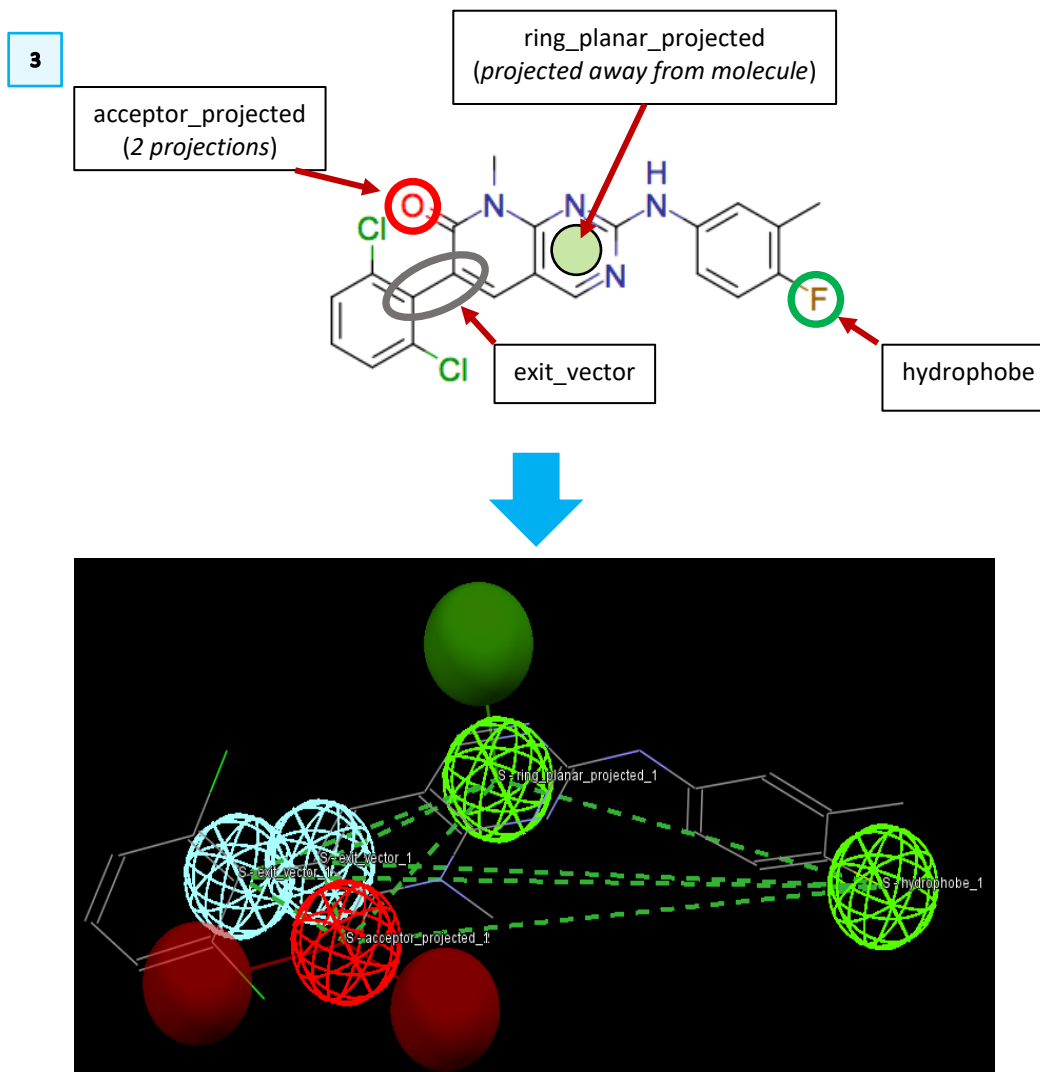 3
ring_planar_projected
(projected away from molecule)
acceptor_projected
(2 projections)
H
O
N
N
N
Cl
N
F
Cl
exit_vector
hydrophobe
S - ring_planar_projected_1
S - exit_vector_1
S - exit_vector_1
S - hydrophobe_1
S - acceptor_projected_1